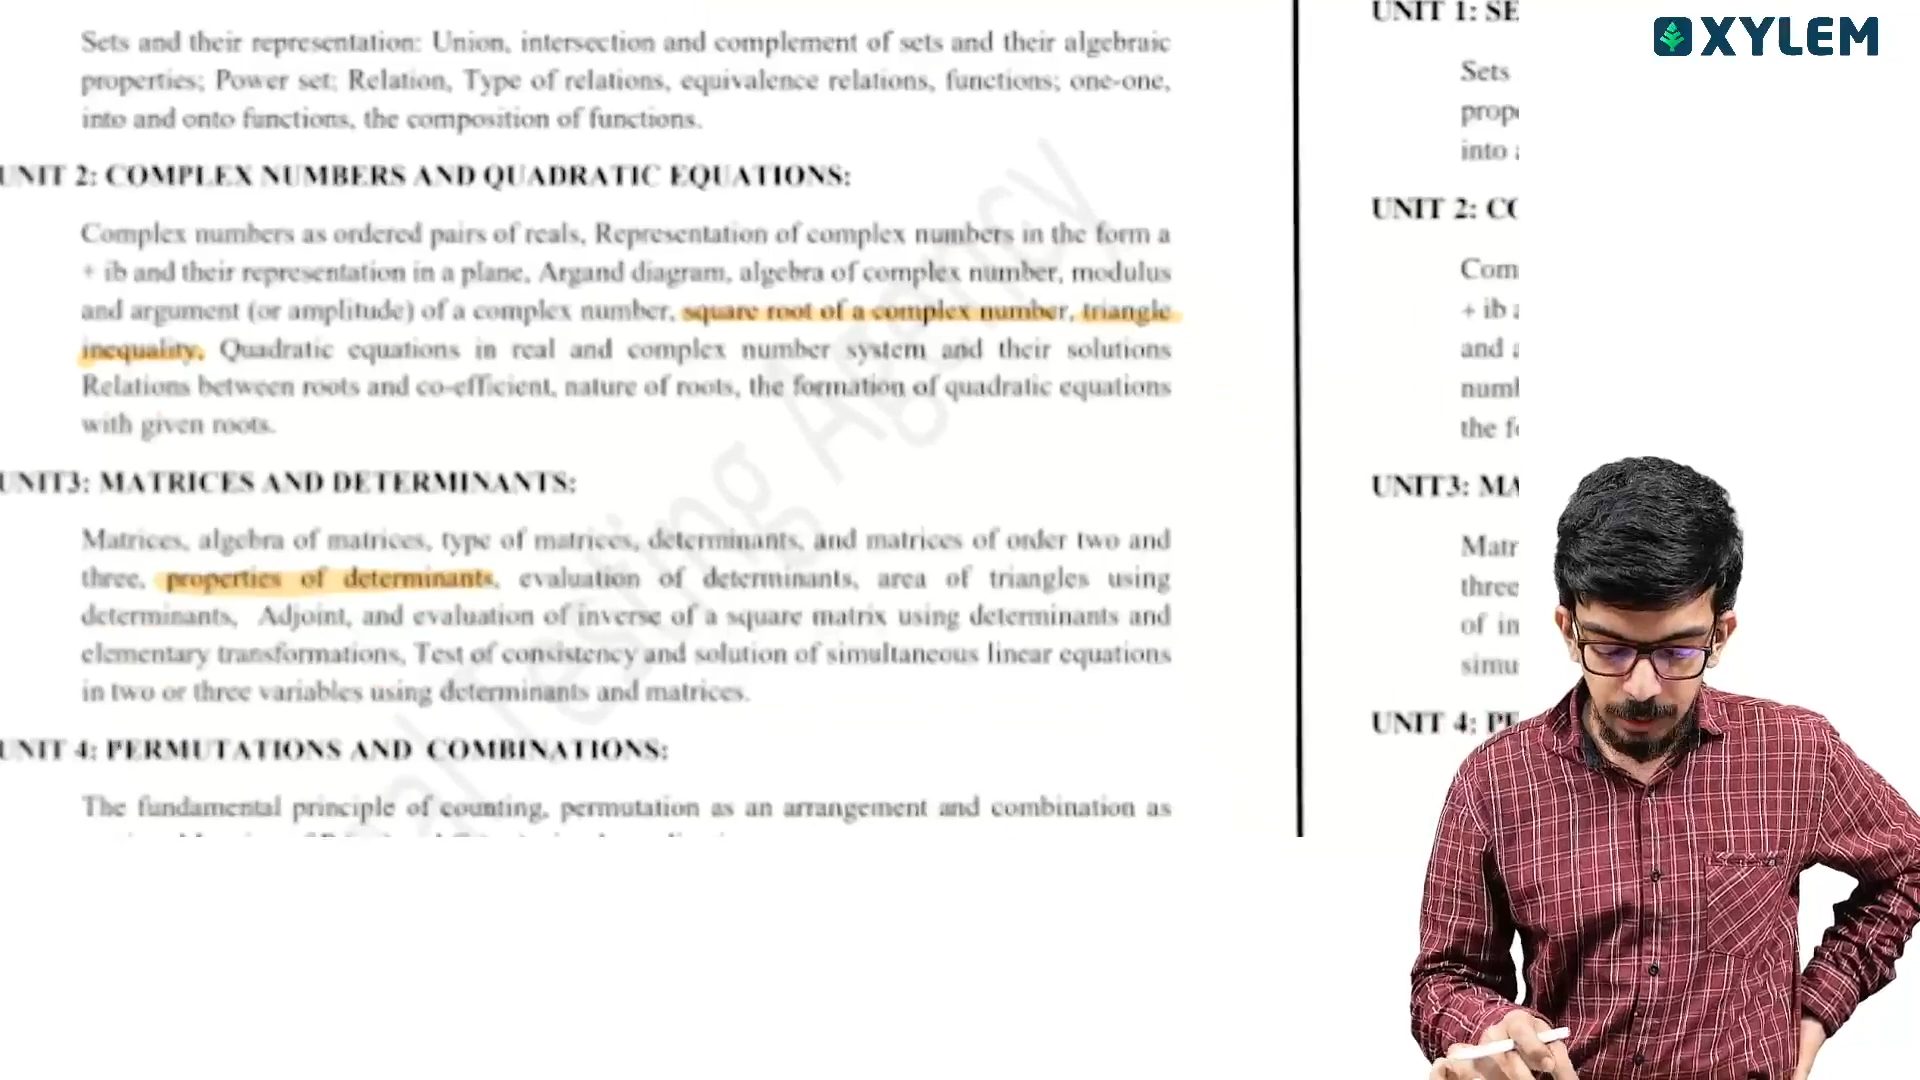 Sets and their representation: Union, intersection and complement of sets and their algebraic
properties; Power set; Relation, Type of relations, equivalence relations, functions; one-one,
into and onto functions, the composition of functions.
UNIT 2: COMPLEX NUMBERS AND QUADRATIC EQUATIONS:
Complex numbers as ordered pairs of reals, Representation of complex numbers in the form a
+ ib and their representation in a plane, Argand diagram, algebra of complex number, modulus
and argument (or amplitude) of a complex number, square root of a complex number, triangle
inequality, Quadratic equations in real and complex number system and their solutions
Relations between roots and co-efficient, nature of roots, the formation of quadratic equations
with given roots.
UNIT3: MATRICES AND DETERMINANTS:
Matrices, algebra of matrices, type of matrices, determinants, and matrices of order two and
three, properties of determinants, evaluation of determinants, area of triangles using
determinants, Adjoint, and evaluation of inverse of a square matrix using determinants and
elementary transformations, Test of consistency and solution of simultaneous linear equations
in two or three variables using determinants and matrices.
UNIT 4: PERMUTATIONS AND COMBINATIONS:
The fundamental principle of counting, permutation as an arrangement and combination as
Testing Agency
UNIT 1: SE
Sets
prop
into
UNIT 2: CO
Com
+ ib
and
numb
the f
UNIT3: MA
Matr
three
of in
simu
UNIT 4: P
XYLEM